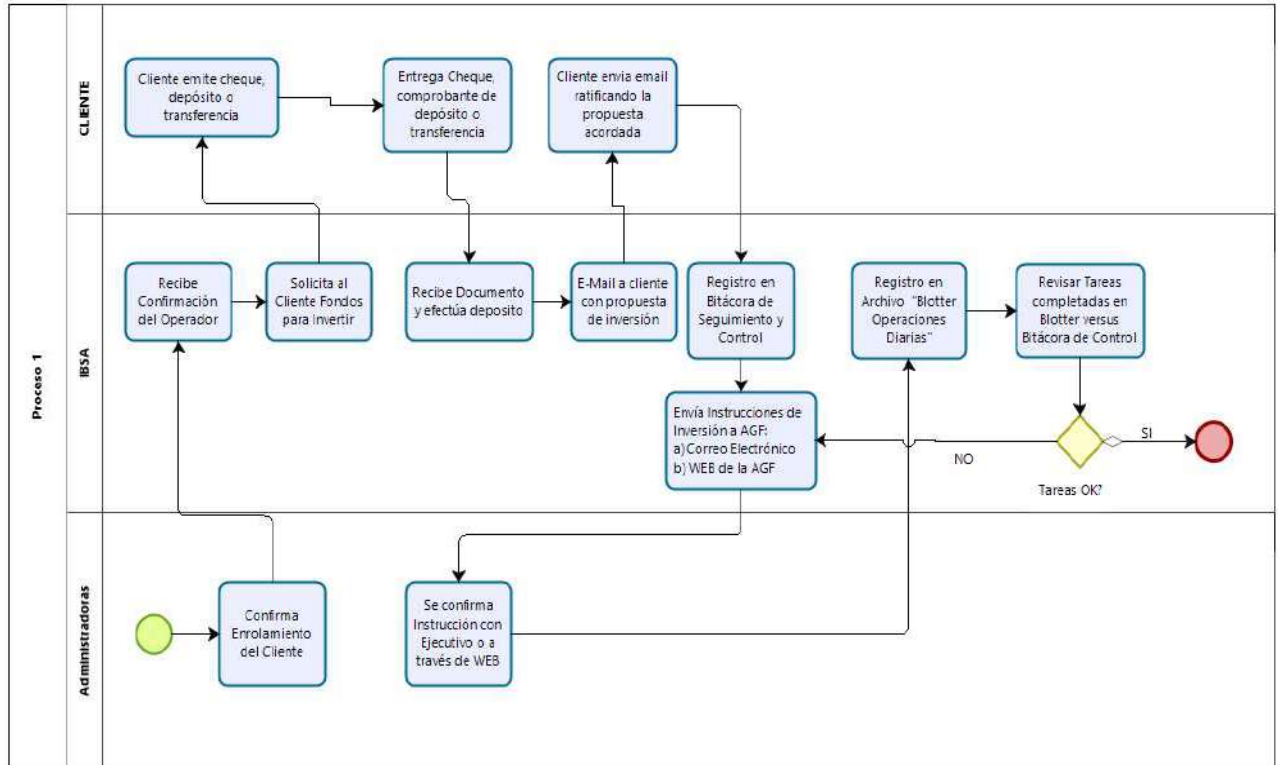 Proceso 1
CLIENTE
Cliente emite cheque,
depósito o
transferencia
Entrega Cheque,
comprobante de
depósito o
transferencia
Cliente envia email
ratificando la
propuesta
acordada
IBSA
Recibe
Confirmación
del Operador
Solicita al
Cliente Fondos
para Invertir
Recibe Documento
y efectúa deposito
E-Mail a cliente
con propuesta
de inversión
Registro en
Bitácora de
Seguimiento y
Control
Registro en
Archivo "Blotter
Operaciones
Diarias"
Revisar Tareas
completadas en
Blotter versus
Bitácora de Control
Envía Instrucciones de
Inversión a AGF:
a) Correo Electrónico
b) WEB de la AGF
NO
SI
Tareas OK?
Administradoras
Confirma
Enrolamiento
del Cliente
Se confirma
Instrucción con
Ejecutivo o a
través de WEB